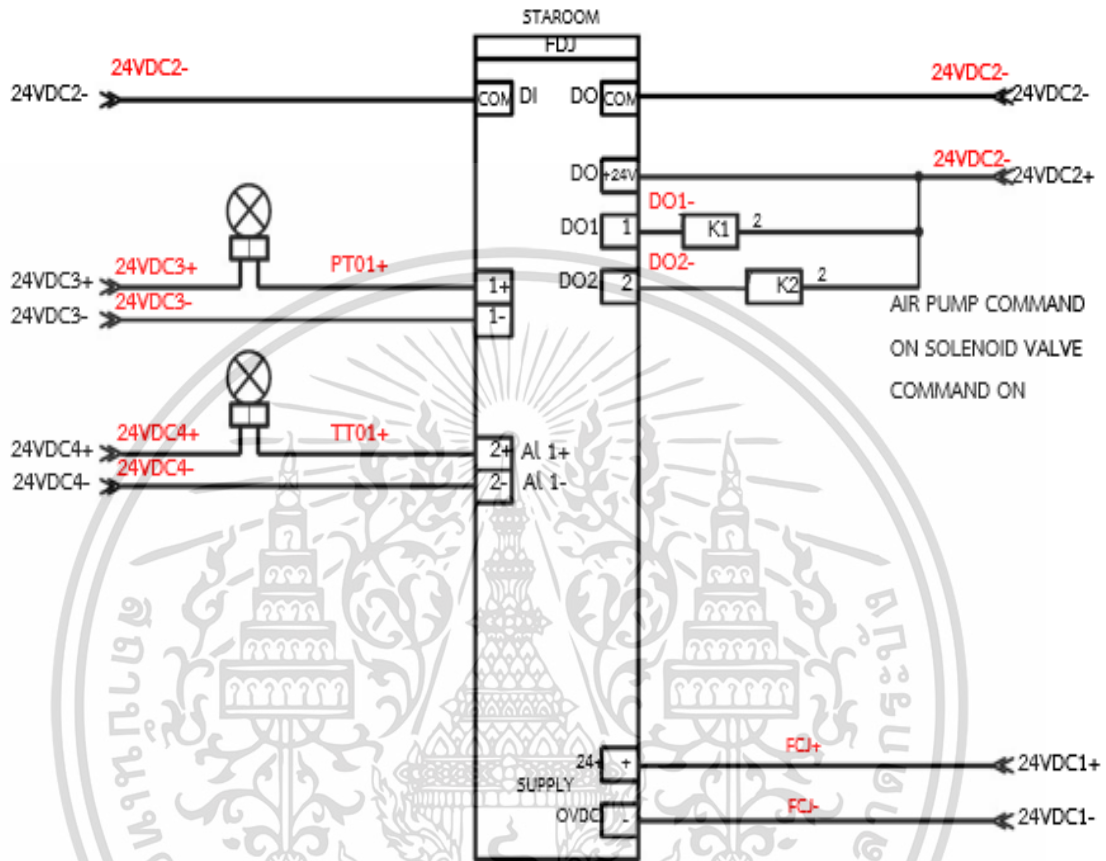 STAROOM
FDJ
24VDC2-
24VDC2-
COM DI
DO COM
24VDC2-
24VDC2-
DO +24V
24VDC2-
24VDC2+
DO1 1
DO1-
K1 2
DO2 2
DO2-
K2 2
AIR PUMP COMMAND
ON SOLENOID VALVE
COMMAND ON
24VDC3+
24VDC3+
PT01+
1+
24VDC3-
24VDC3-
1-
24VDC4+
24VDC4+
TT01+
2+ AI 1+
24VDC4-
24VDC4-
2- AI 1-
24+ +
FCJ+
24VDC1+
SUPPLY
OVDC -
FCJ-
24VDC1-